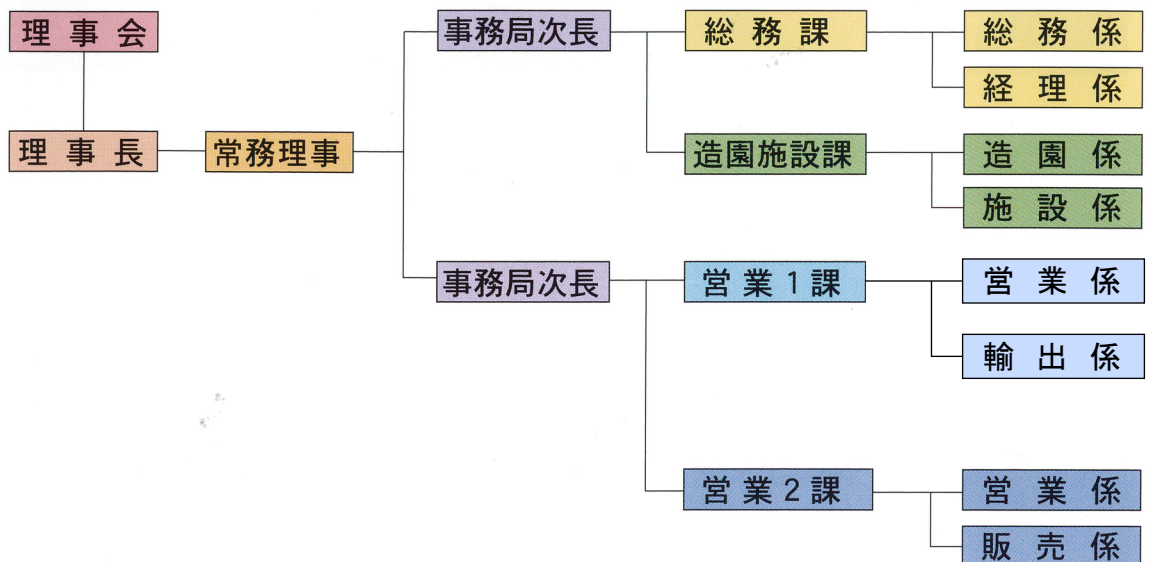 理事会
理事長
常務理事
事務局次長
総務課
総務係
経理係
造園施設課
造園係
施設係
事務局次長
営業1課
営業係
輸出係
営業2課
営業係
販売係